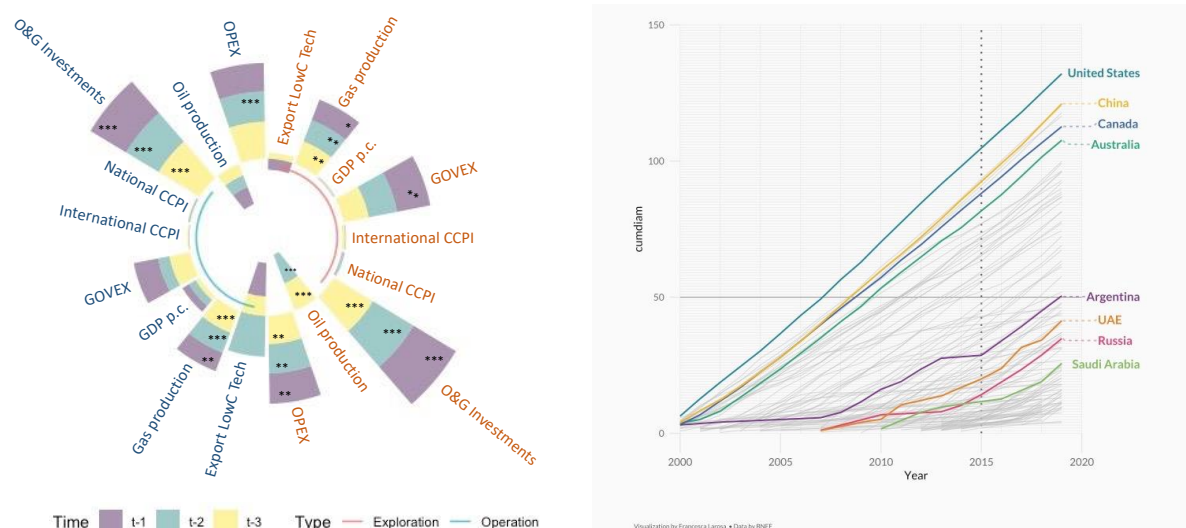 O&G Investments
OPEX
Oil production
Export LowC Tech
Gas production
GDP p.c.
GOVEX
International CCPI
National CCPI
O&G Investments
Oil production
OPEX
Export LowC Tech
Gas production
GDP p.c.
GOVEX
International CCPI
National CCPI
***
***
***
***
*
**
**
**
***
***
***
***
***
**
**
**
***
***
**
Time t-1 t-2 t-3 Type Exploration Operation
150
100
50
0
cumdiam
2000 2005 2010 2015 2020
Year
United States
China
Canada
Australia
Argentina
UAE
Russia
Saudi Arabia
Visualization by Francesca Larosa • Data by BNEF